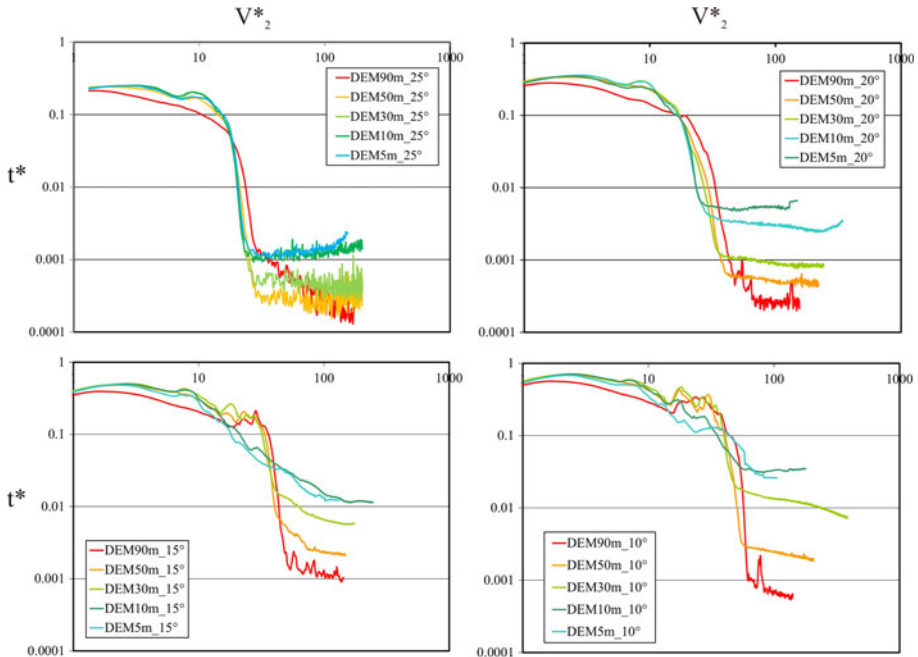 V*2 V*2
1 10 100 1000
1
0.1
0.01
0.001
0.0001
t*
DEM90m_25°
DEM50m_25°
DEM30m_25°
DEM10m_25°
DEM5m_25°
10 100 1000
1
0.1
0.01
0.001
0.0001
DEM90m_20°
DEM50m_20°
DEM30m_20°
DEM10m_20°
DEM5m_20°
10 100 1000
1
0.1
0.01
0.001
0.0001
t*
DEM90m_15°
DEM50m_15°
DEM30m_15°
DEM10m_15°
DEM5m_15°
10 100 1000
1
0.1
0.01
0.001
0.0001
DEM90m_10°
DEM50m_10°
DEM30m_10°
DEM10m_10°
DEM5m_10°